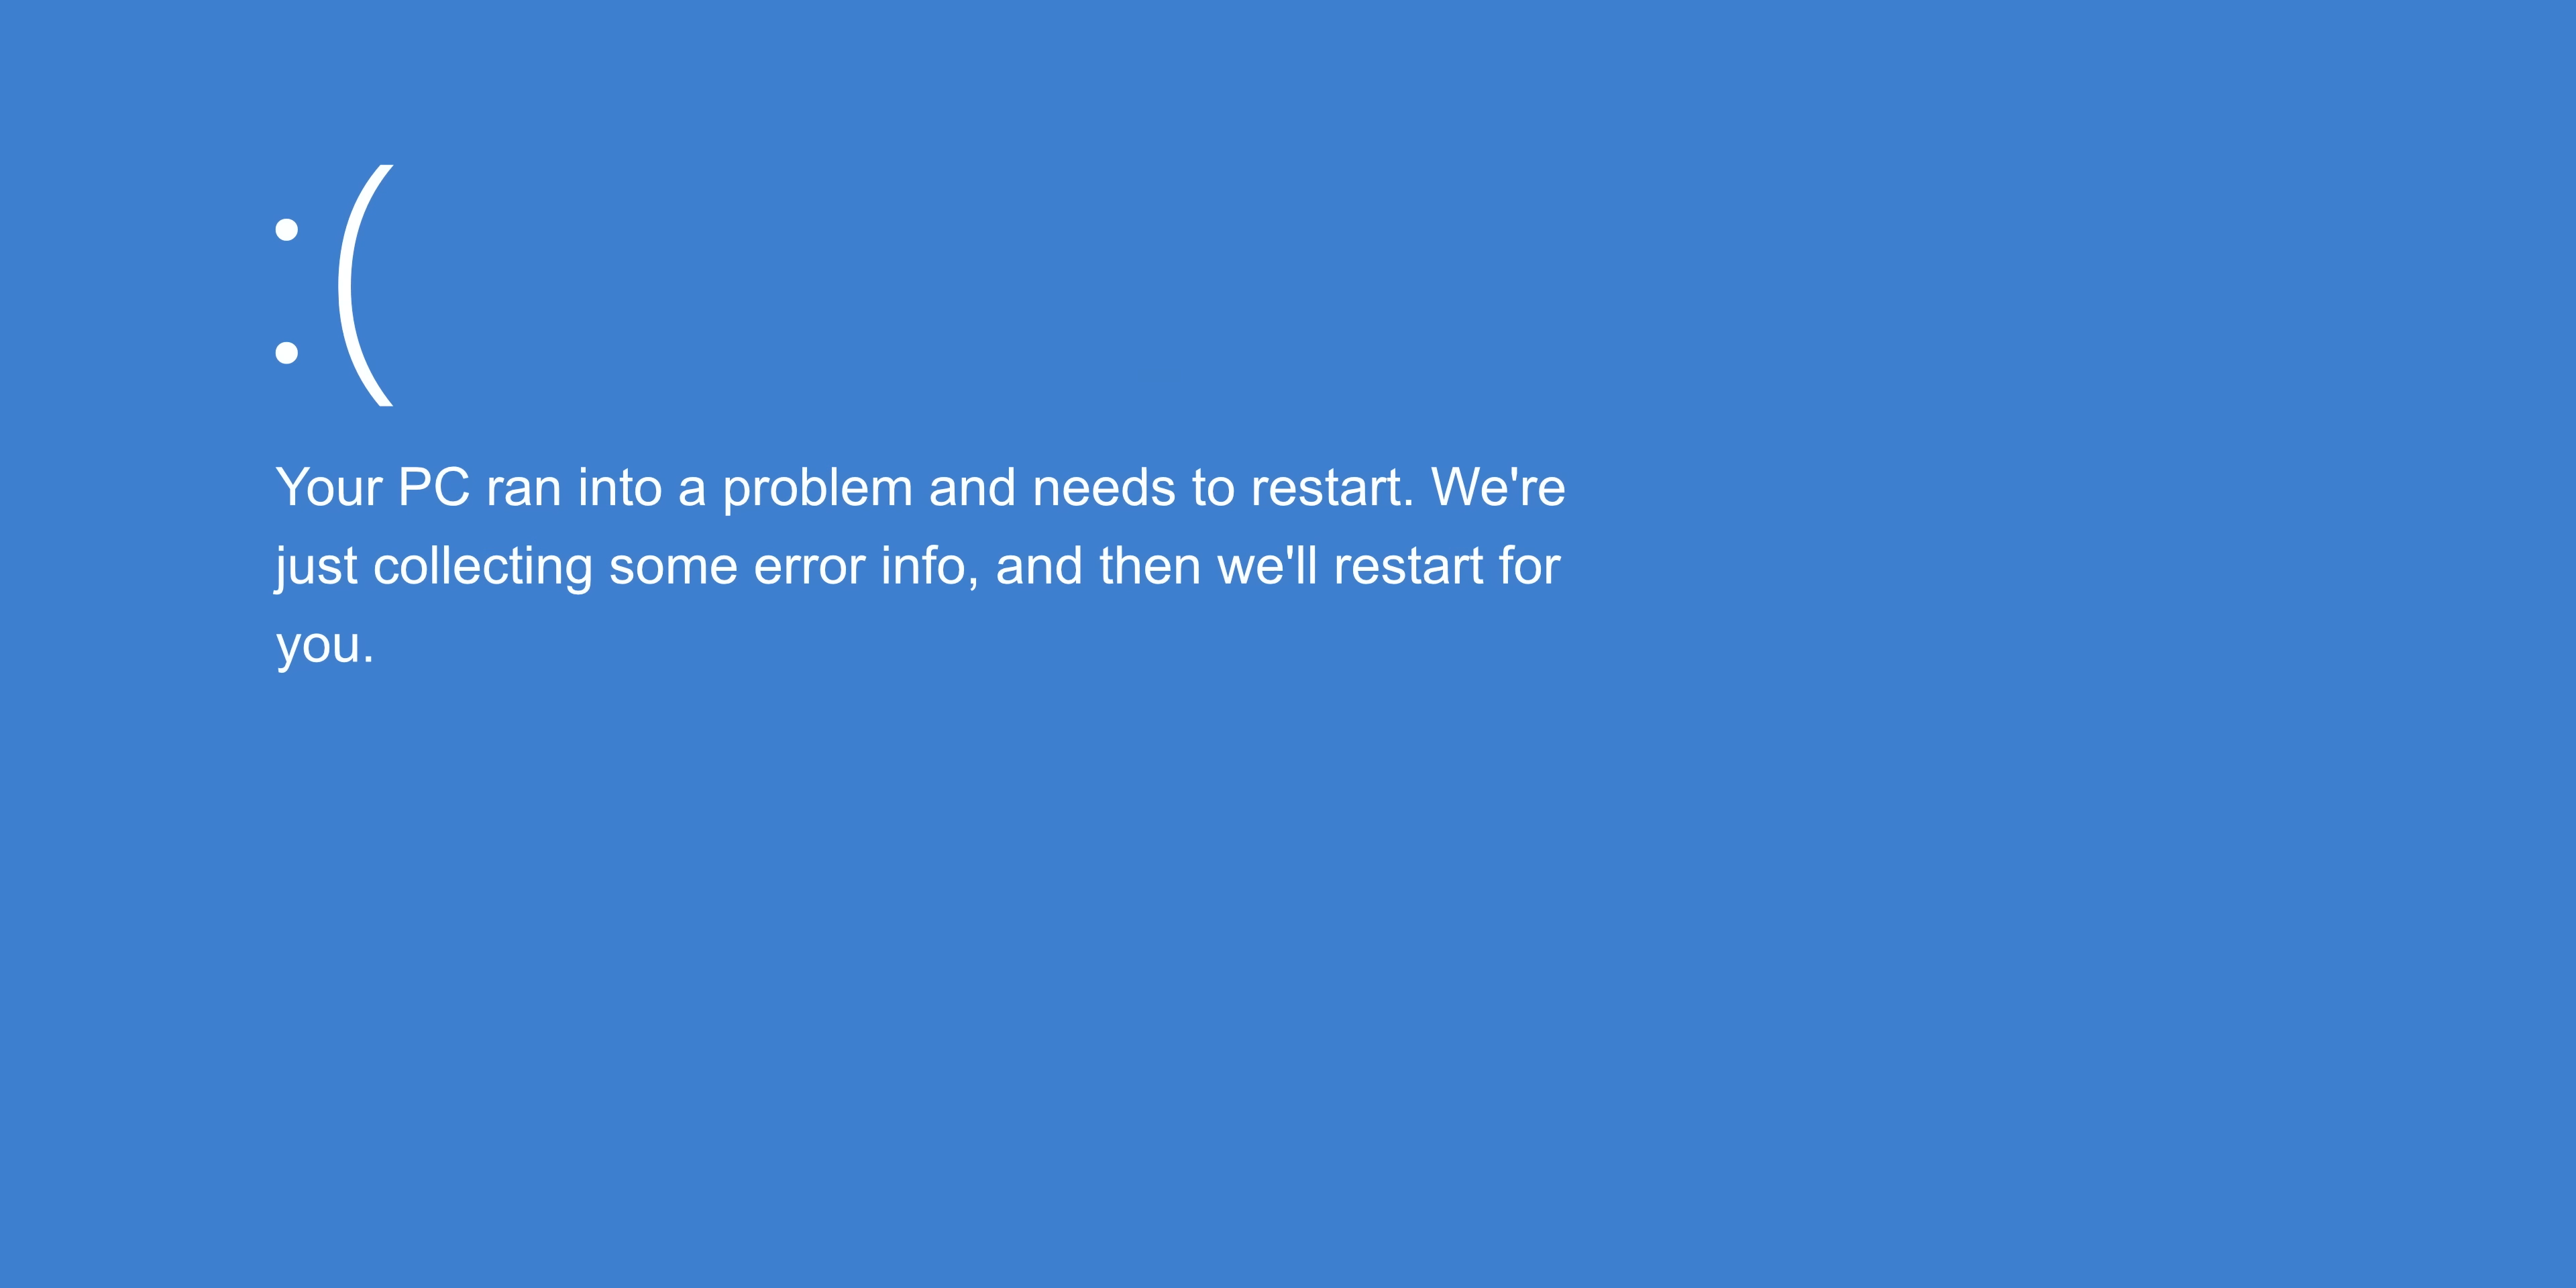 :(
Your PC ran into a problem and needs to restart. We're
just collecting some error info, and then we'll restart for
you.